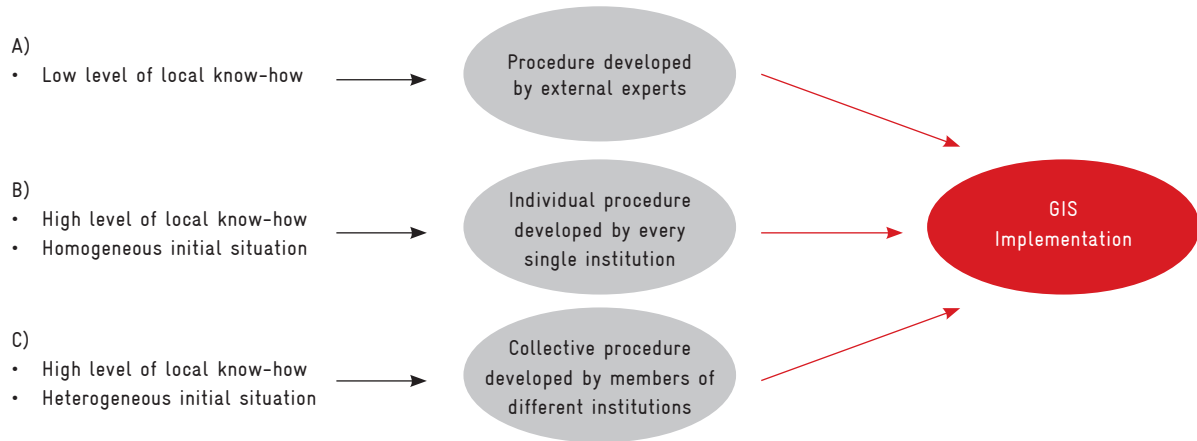 A)
• Low level of local know-how
Procedure developed
by external experts
B)
• High level of local know-how
• Homogeneous initial situation
Individual procedure
developed by every
single institution
GIS
Implementation
C)
• High level of local know-how
• Heterogeneous initial situation
Collective procedure
developed by members of
different institutions